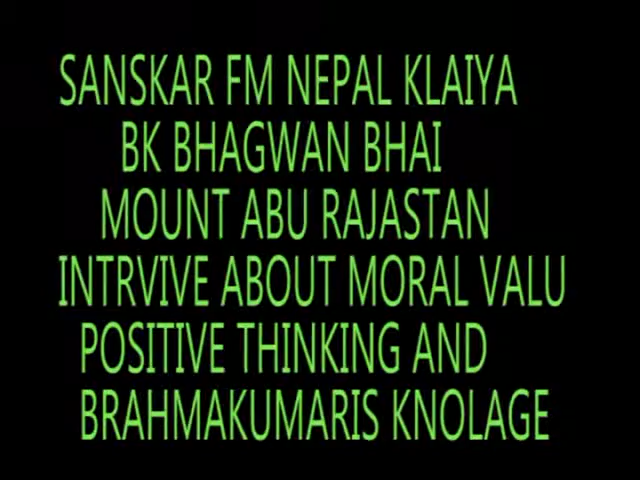 SANSKAR FM NEPAL KLAIYA
BK BHAGWAN BHAI
MOUNT ABU RAJASTAN
INTRVIVE ABOUT MORAL VALU
POSITIVE THINKING AND
BRAHMAKUMARIS KNOLAGE